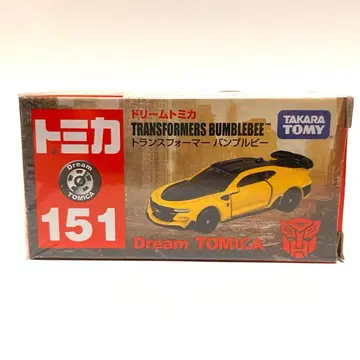 トミカ
Dream
TOMICA
151
ドリームトミカ
TRANSFORMERS BUMBLEBEE™
トランスフォーマー バンブルビー
TAKARA
TOMY
Dream TOMICA